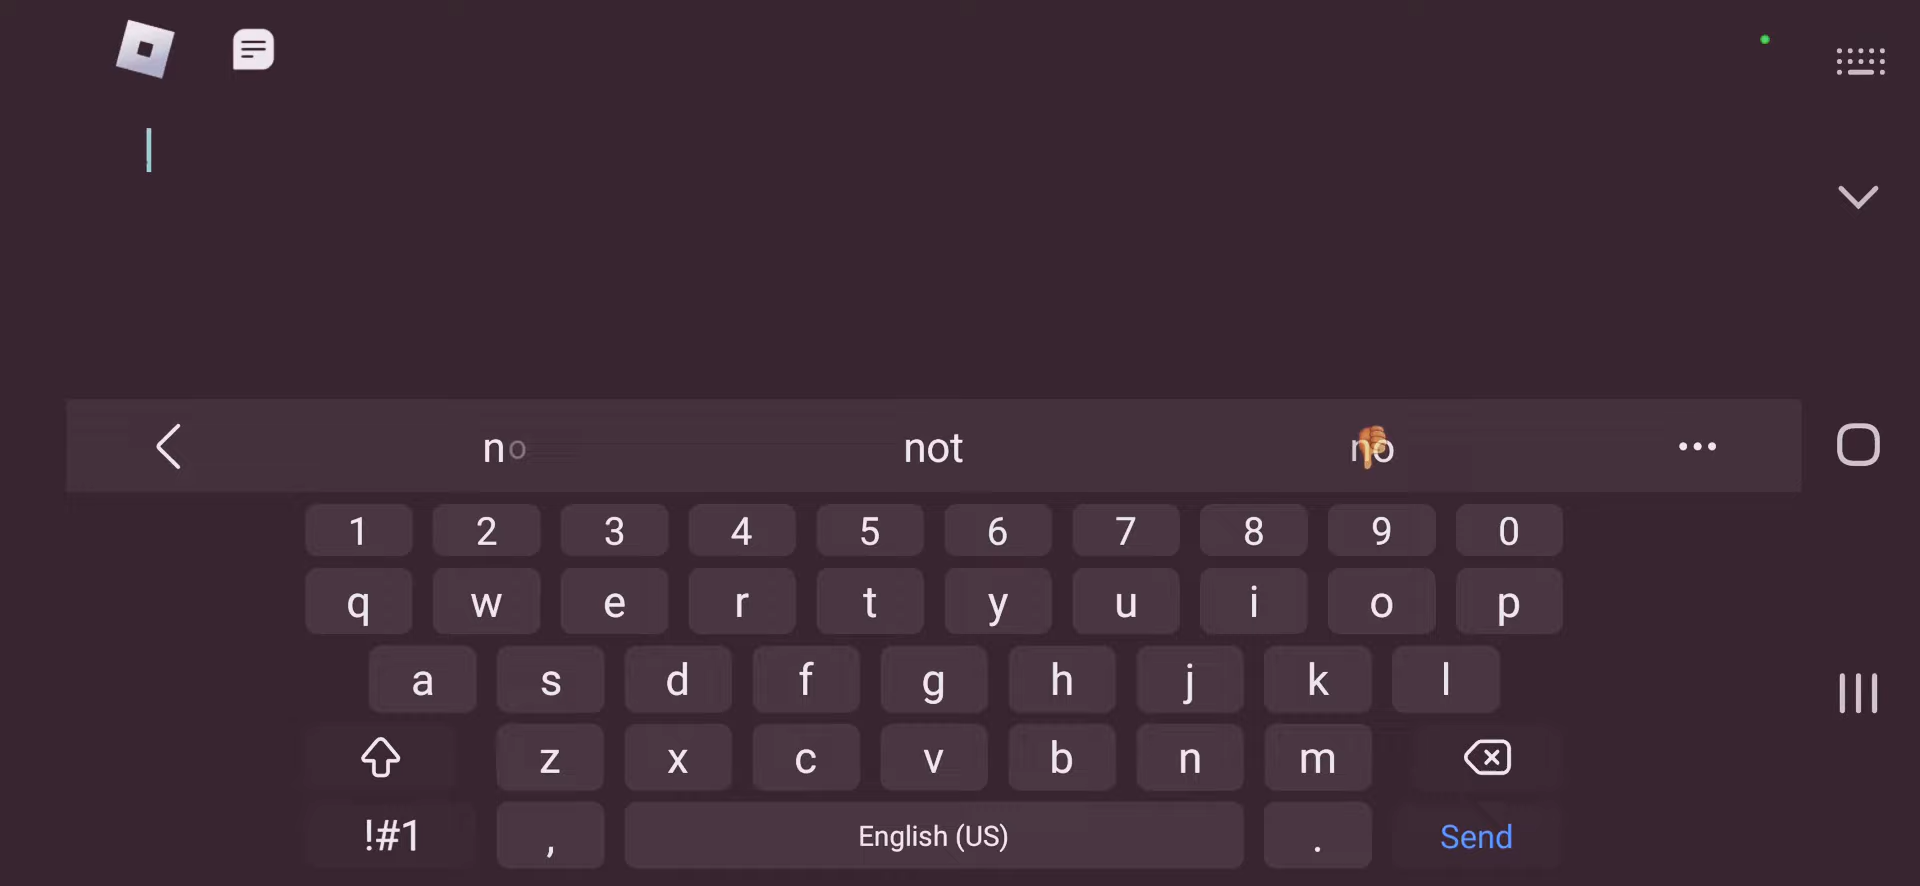 no not no
1 2 3 4 5 6 7 8 9 0
q w e r t y u i o p
a s d f g h j k l
z x c v b n m
!#1 , English (US) . Send